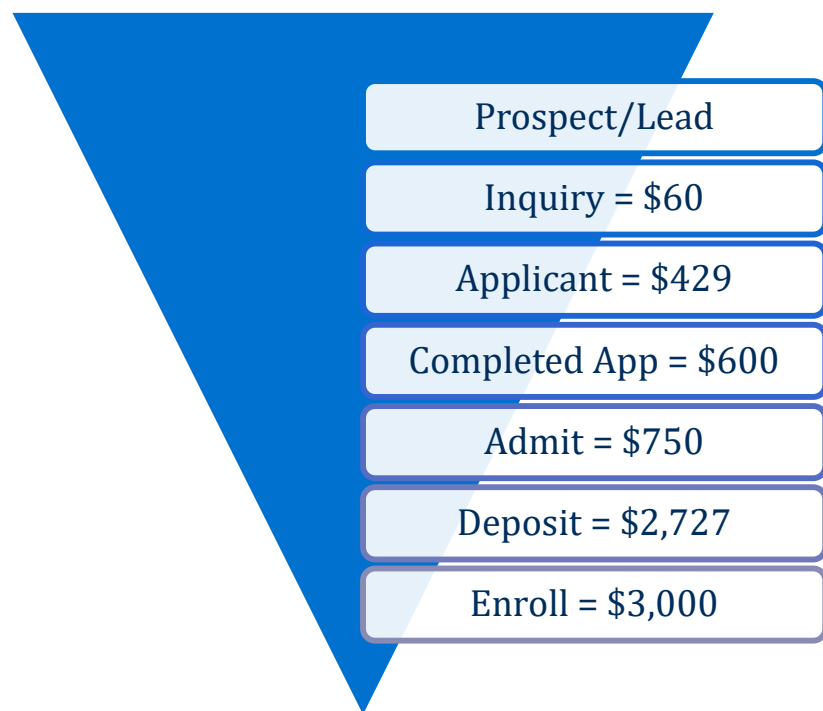 Prospect/Lead
Inquiry = $60
Applicant = $429
Completed App = $600
Admit = $750
Deposit = $2,727
Enroll = $3,000